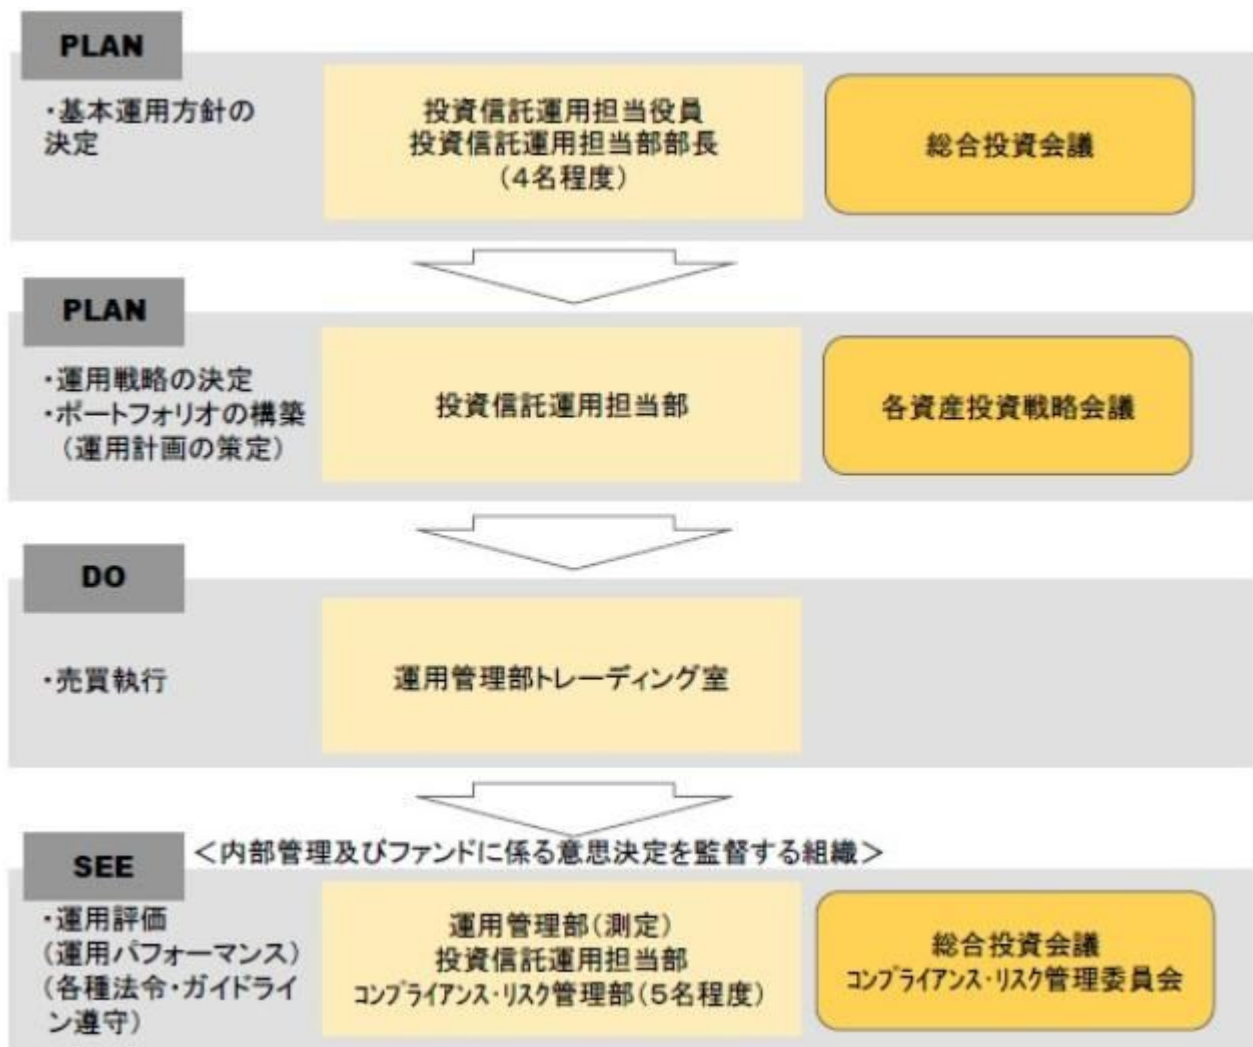 PLAN
・基本運用方針の
決定
投資信託運用担当役員
投資信託運用担当部部長
（４名程度）
総合投資会議
PLAN
・運用戦略の決定
・ポートフォリオの構築
（運用計画の策定）
投資信託運用担当部
各資産投資戦略会議
DO
・売買執行
運用管理部トレーディング室
SEE
＜内部管理及びファンドに係る意思決定を監督する組織＞
・運用評価
（運用パフォーマンス）
（各種法令・ガイドライ
ン遵守）
運用管理部（測定）
投資信託運用担当部
ｺﾝﾌﾟﾗｲｱﾝｽ・ﾘｽｸ管理部（５名程度）
総合投資会議
ｺﾝﾌﾟﾗｲｱﾝｽ・ﾘｽｸ管理委員会